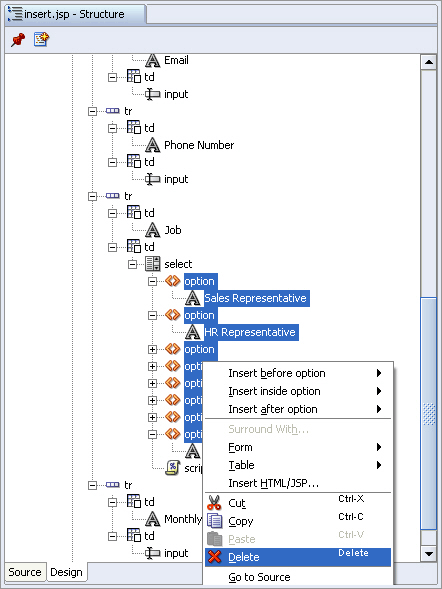 insert.jsp - Structure
Email
td
input
tr
td
Phone Number
td
input
tr
td
Job
td
select
option
Sales Representative
option
HR Representative
option
opti
opti
opti
opti
opti
scrip
tr
td
Monthly
td
input
Insert before option
Insert inside option
Insert after option
Surround With...
Form
Table
Insert HTML/JSP...
Cut Ctrl-X
Copy Ctrl-C
Paste Ctrl-V
Delete Delete
Go to Source
Source Design